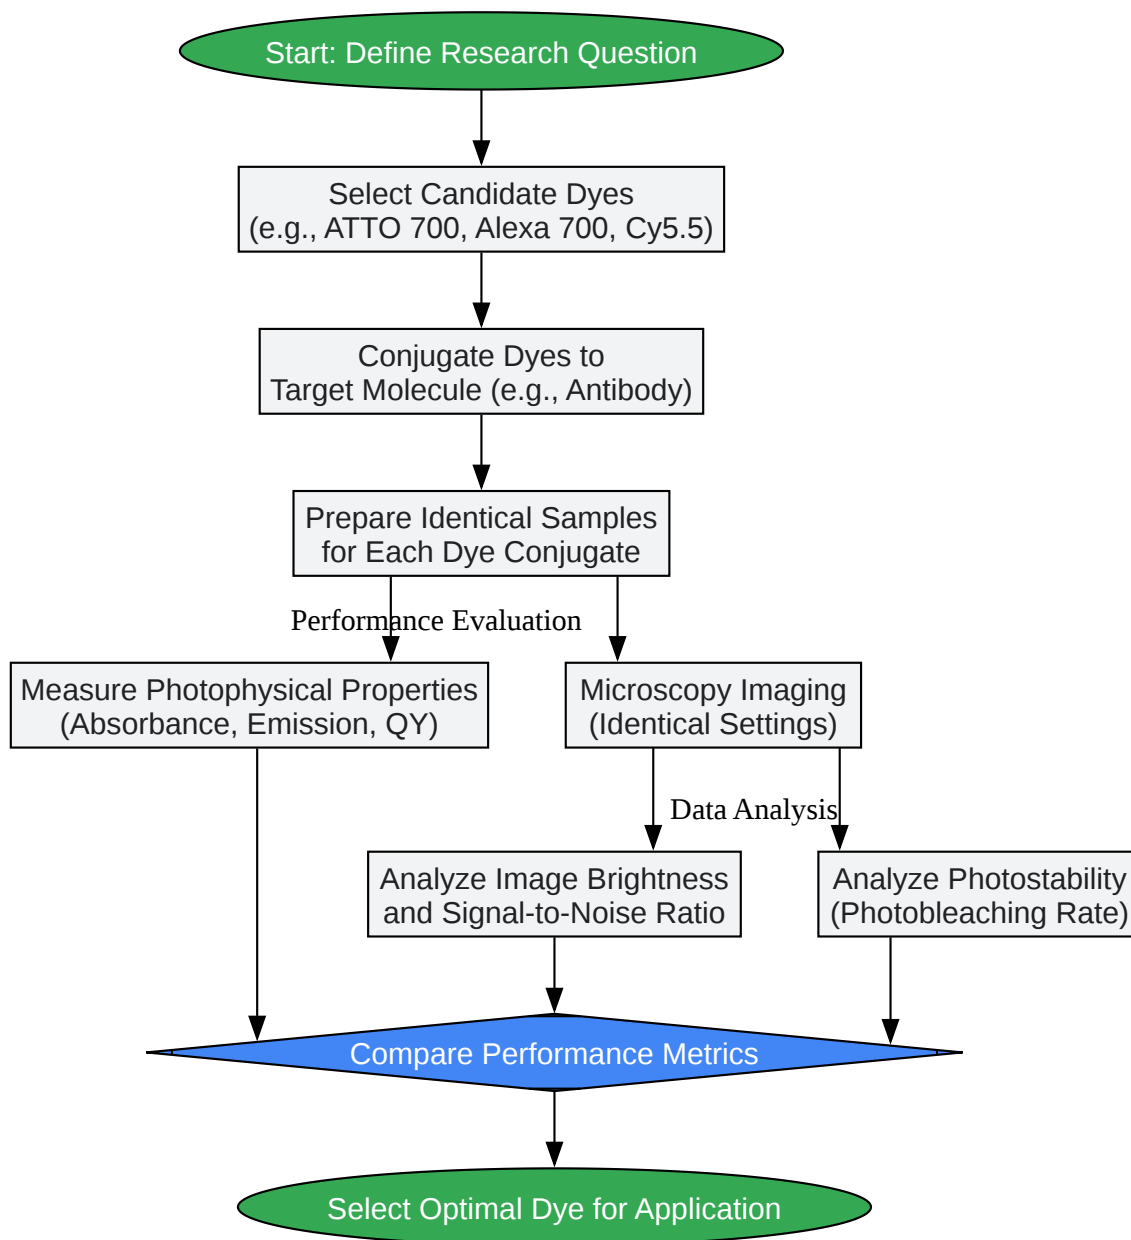 Start: Define Research Question
Select Candidate Dyes
(e.g., ATTO 700, Alexa 700, Cy5.5)
Conjugate Dyes to
Target Molecule (e.g., Antibody)
Prepare Identical Samples
for Each Dye Conjugate
Performance Evaluation
Measure Photophysical Properties
(Absorbance, Emission, QY)
Microscopy Imaging
(Identical Settings)
Data Analysis
Analyze Image Brightness
and Signal-to-Noise Ratio
Analyze Photostability
(Photobleaching Rate)
Compare Performance Metrics
Select Optimal Dye for Application